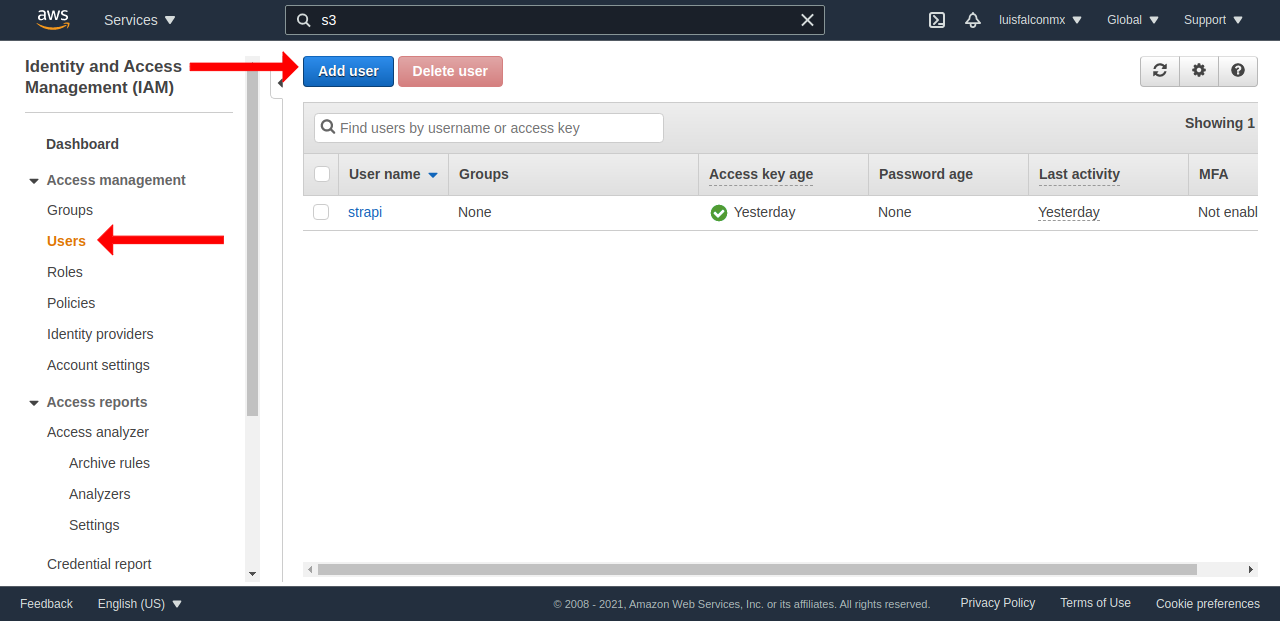 aws
Services
s3
luisfalconmx
Global
Support
Identity and Access
Management (IAM)
Dashboard
Access management
Groups
Users
Roles
Policies
Identity providers
Account settings
Access reports
Access analyzer
Archive rules
Analyzers
Settings
Credential report
Add user
Delete user
Find users by username or access key
Showing 1
User name
Groups
Access key age
Password age
Last activity
MFA
strapi
None
Yesterday
None
Yesterday
Not enabl
Feedback
English (US)
© 2008 - 2021, Amazon Web Services, Inc. or its affiliates. All rights reserved.
Privacy Policy
Terms of Use
Cookie preferences